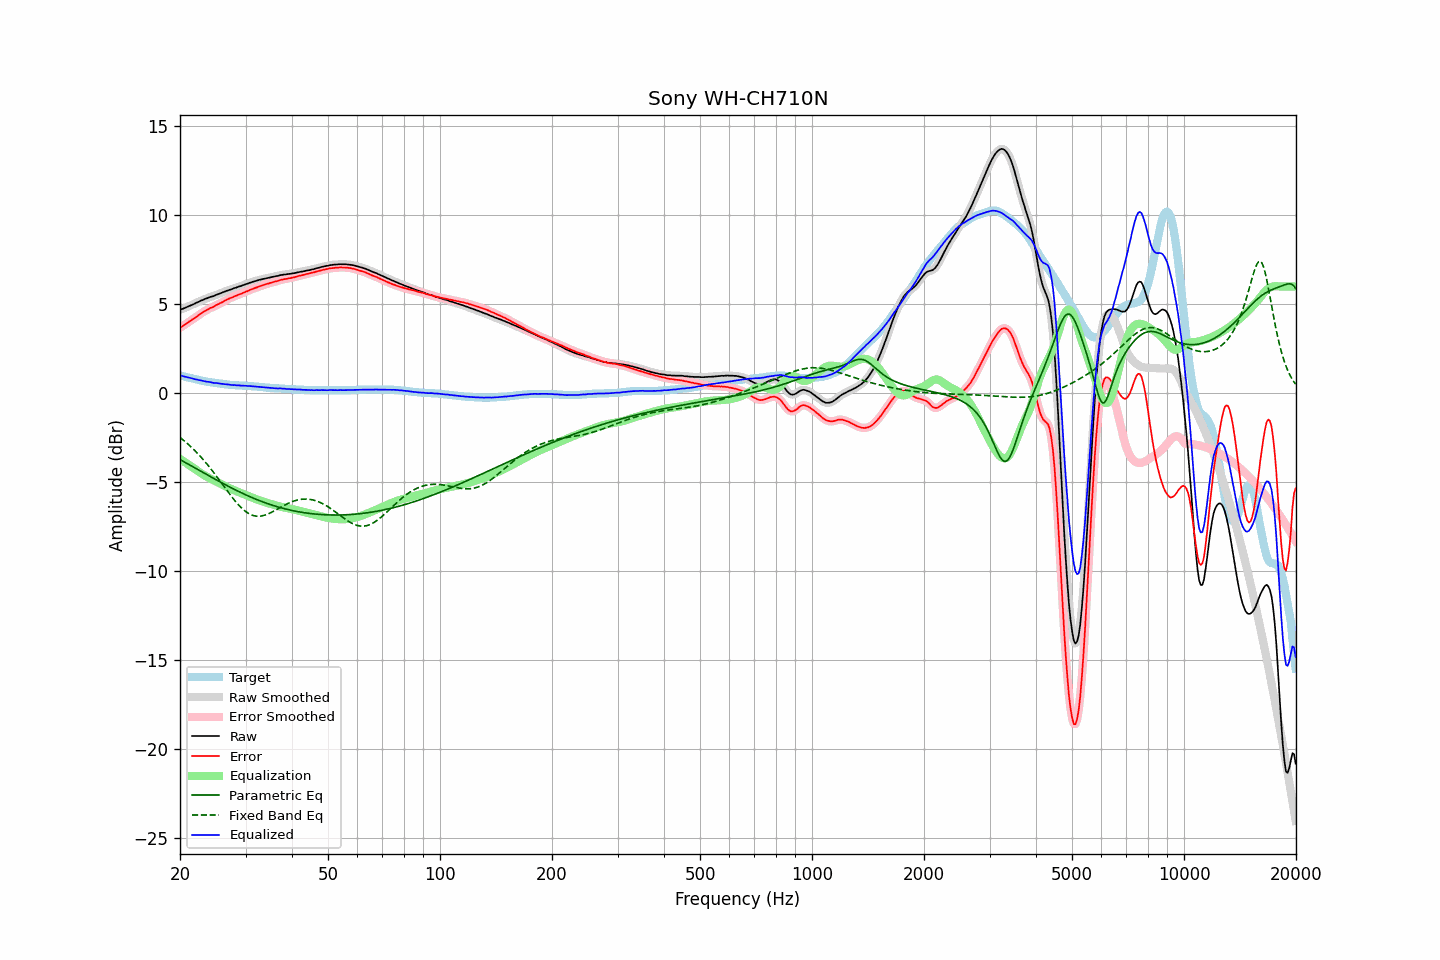 Sony WH-CH710N
Amplitude (dBr)
15
10
5
0
−5
−10
−15
−20
−25
Target
Raw Smoothed
Error Smoothed
Raw
Error
Equalization
Parametric Eq
Fixed Band Eq
Equalized
20 50 100 200 500 1000 2000 5000 10000 20000
Frequency (Hz)